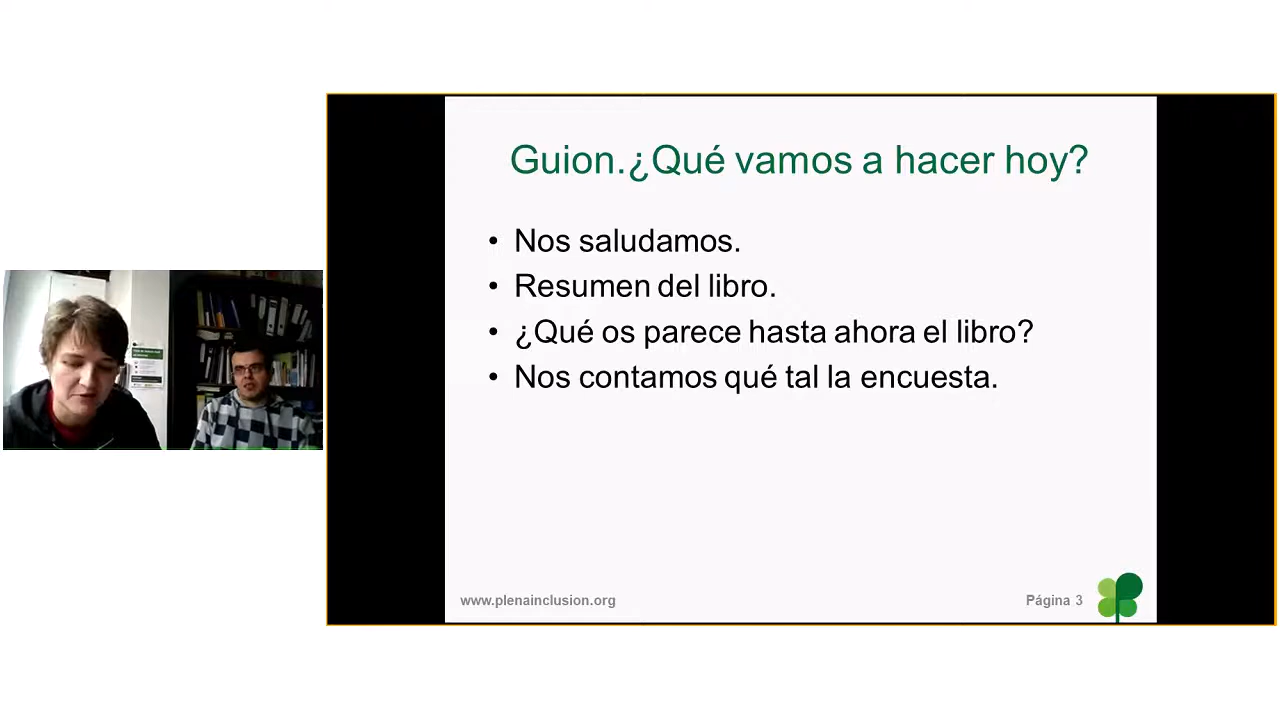 Guion.¿Qué vamos a hacer hoy?
• Nos saludamos.
• Resumen del libro.
• ¿Qué os parece hasta ahora el libro?
• Nos contamos qué tal la encuesta.
www.plenainclusion.org
Página 3